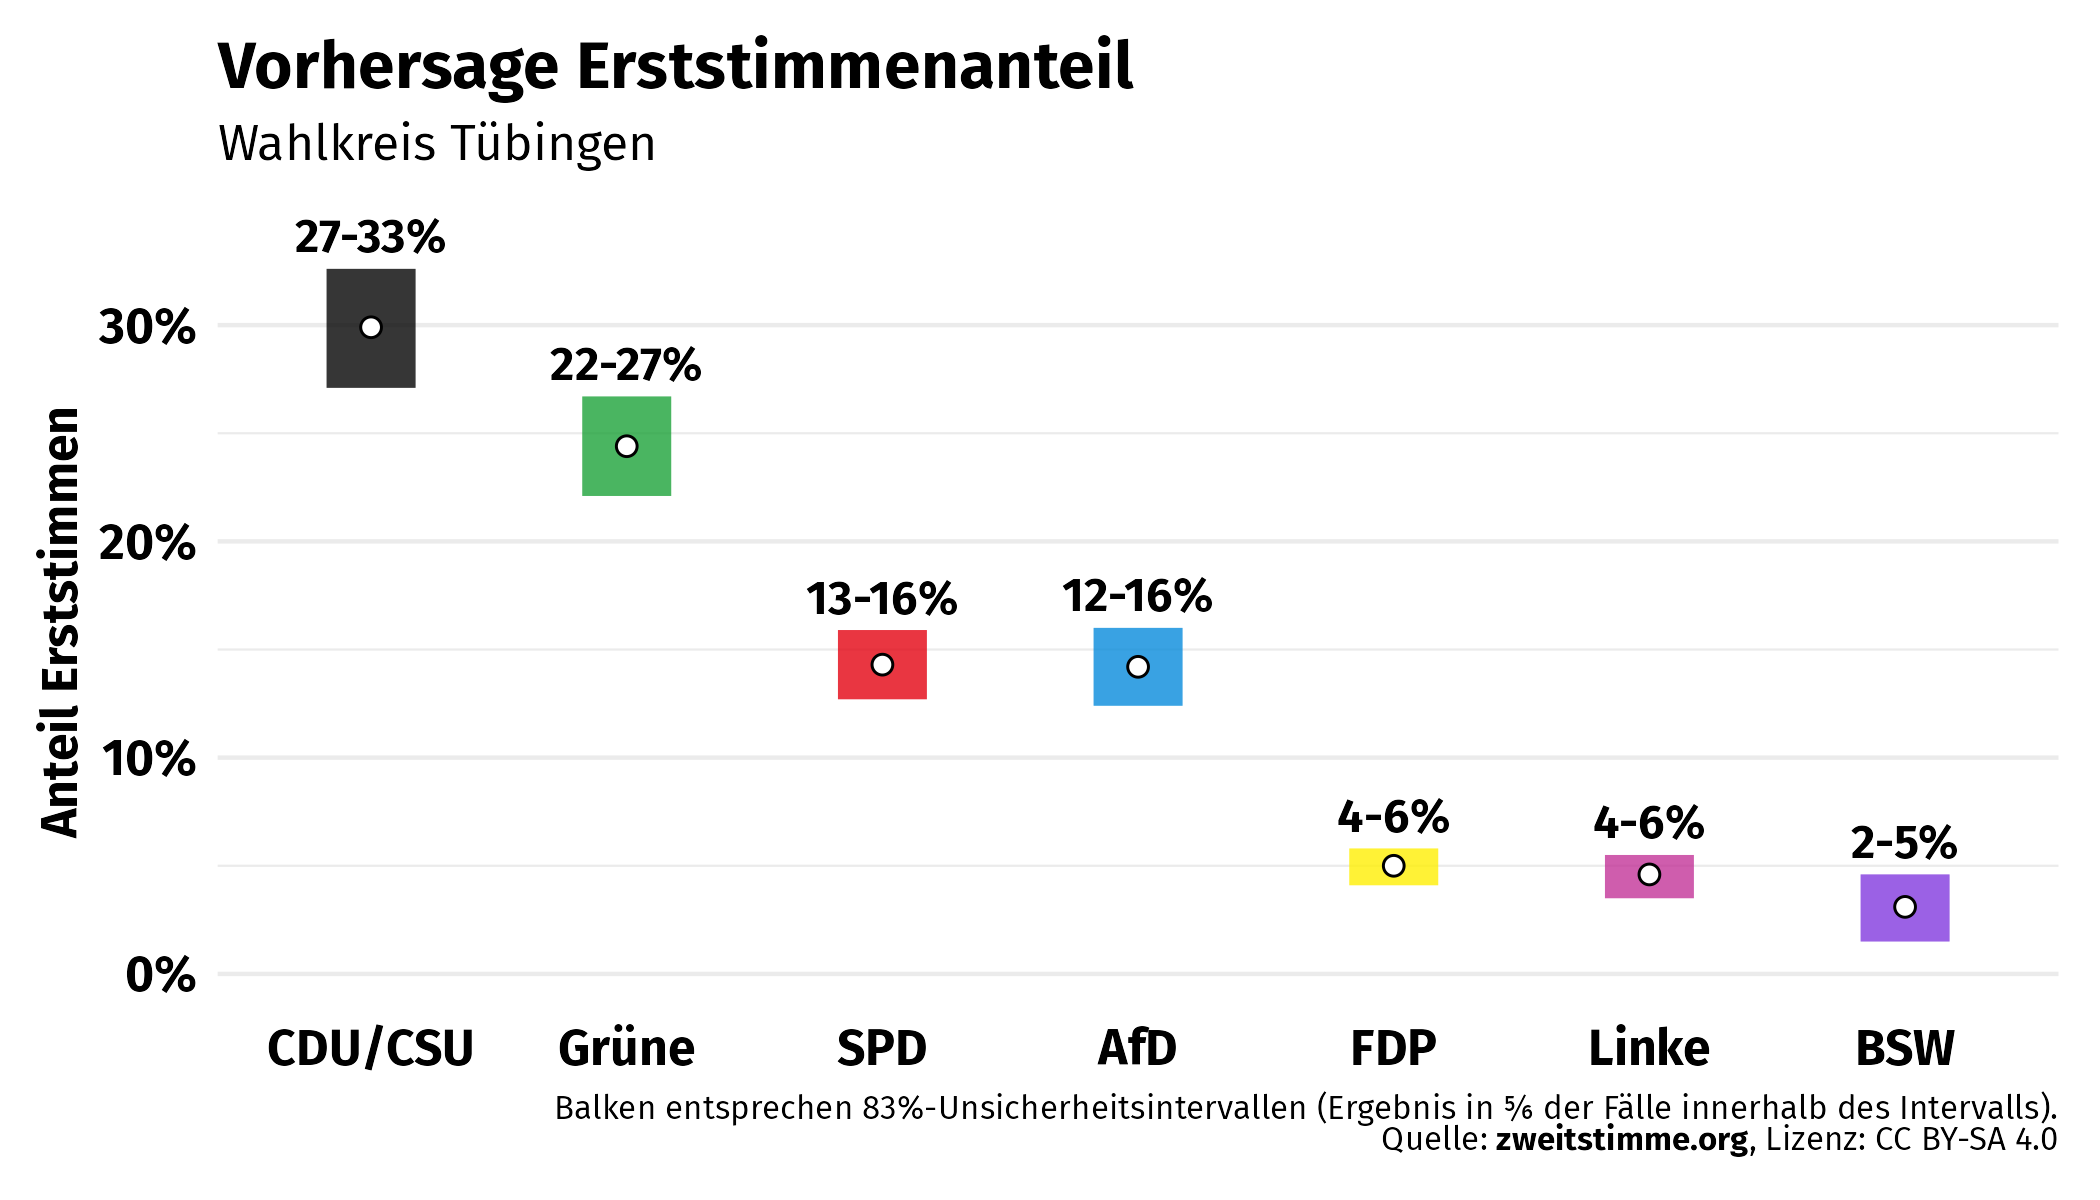 Vorhersage Erststimmenanteil
Wahlkreis Tübingen
27-33%
22-27%
13-16%
12-16%
4-6%
4-6%
2-5%
Anteil Erststimmen
30%
20%
10%
0%
CDU/CSU Grüne SPD AfD FDP Linke BSW
Balken entsprechen 83%-Unsicherheitsintervallen (Ergebnis in ⅚ der Fälle innerhalb des Intervalls).
Quelle: zweitstimme.org, Lizenz: CC BY-SA 4.0